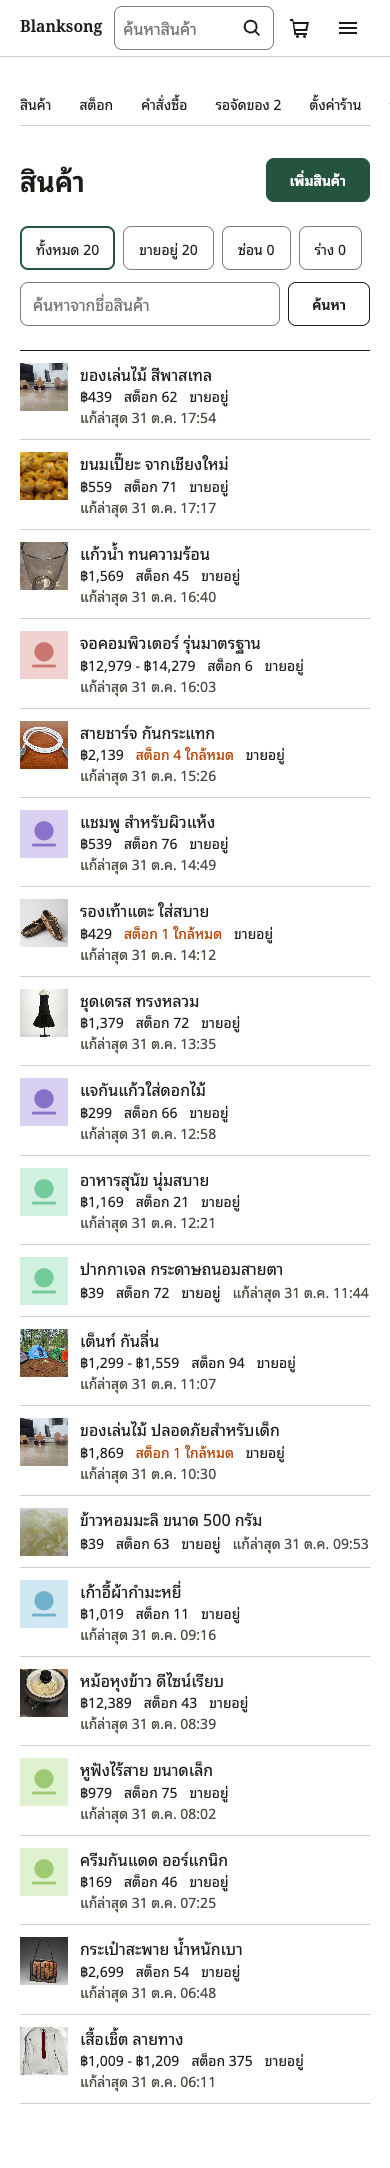 Blanksong
ค้นหาสินค้า
สินค้า สต็อก คำสั่งซื้อ รอจัดของ 2 ตั้งค่าร้าน
สินค้า
เพิ่มสินค้า
ทั้งหมด 20 ขายอยู่ 20 ซ่อน 0 ร่าง 0
ค้นหาจากชื่อสินค้า
ค้นหา
ของเล่นไม้ สีพาสเทล
฿439 สต็อก 62 ขายอยู่
แก้ล่าสุด 31 ต.ค. 17:54
ขนมเปี๊ยะ จากเชียงใหม่
฿559 สต็อก 71 ขายอยู่
แก้ล่าสุด 31 ต.ค. 17:17
แก้วน้ำ ทนความร้อน
฿1,569 สต็อก 45 ขายอยู่
แก้ล่าสุด 31 ต.ค. 16:40
จอคอมพิวเตอร์ รุ่นมาตรฐาน
฿12,979 - ฿14,279 สต็อก 6 ขายอยู่
แก้ล่าสุด 31 ต.ค. 16:03
สายชาร์จ กันกระแทก
฿2,139 สต็อก 4 ใกล้หมด ขายอยู่
แก้ล่าสุด 31 ต.ค. 15:26
แชมพู สำหรับผิวแห้ง
฿539 สต็อก 76 ขายอยู่
แก้ล่าสุด 31 ต.ค. 14:49
รองเท้าแตะ ใส่สบาย
฿429 สต็อก 1 ใกล้หมด ขายอยู่
แก้ล่าสุด 31 ต.ค. 14:12
ชุดเดรส ทรงหลวม
฿1,379 สต็อก 72 ขายอยู่
แก้ล่าสุด 31 ต.ค. 13:35
แจกันแก้วใส่ดอกไม้
฿299 สต็อก 66 ขายอยู่
แก้ล่าสุด 31 ต.ค. 12:58
อาหารสุนัข นุ่มสบาย
฿1,169 สต็อก 21 ขายอยู่
แก้ล่าสุด 31 ต.ค. 12:21
ปากกาเจล กระดาษถนอมสายตา
฿39 สต็อก 72 ขายอยู่ แก้ล่าสุด 31 ต.ค. 11:44
เต็นท์ กันลื่น
฿1,299 - ฿1,559 สต็อก 94 ขายอยู่
แก้ล่าสุด 31 ต.ค. 11:07
ของเล่นไม้ ปลอดภัยสำหรับเด็ก
฿1,869 สต็อก 1 ใกล้หมด ขายอยู่
แก้ล่าสุด 31 ต.ค. 10:30
ข้าวหอมมะลิ ขนาด 500 กรัม
฿39 สต็อก 63 ขายอยู่ แก้ล่าสุด 31 ต.ค. 09:53
เก้าอี้ผ้ากำมะหยี่
฿1,019 สต็อก 11 ขายอยู่
แก้ล่าสุด 31 ต.ค. 09:16
หม้อหุงข้าว ดีไซน์เรียบ
฿12,389 สต็อก 43 ขายอยู่
แก้ล่าสุด 31 ต.ค. 08:39
หูฟังไร้สาย ขนาดเล็ก
฿979 สต็อก 75 ขายอยู่
แก้ล่าสุด 31 ต.ค. 08:02
ครีมกันแดด ออร์แกนิก
฿169 สต็อก 46 ขายอยู่
แก้ล่าสุด 31 ต.ค. 07:25
กระเป๋าสะพาย น้ำหนักเบา
฿2,699 สต็อก 54 ขายอยู่
แก้ล่าสุด 31 ต.ค. 06:48
เสื้อเชิ้ต ลายทาง
฿1,009 - ฿1,209 สต็อก 375 ขายอยู่
แก้ล่าสุด 31 ต.ค. 06:11